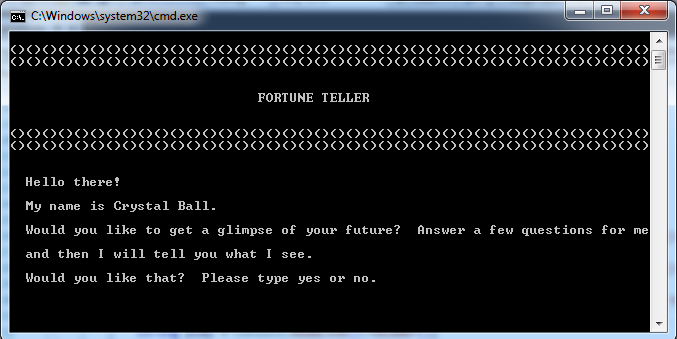 C:\Windows\system32\cmd.exe
<><><><><><><><><><><><><><><><><><><><><><><><><><><><><><><><><><><><><><><><>
<><><><><><><><><><><><><><><><><><><><><><><><><><><><><><><><><><><><><><><><>
FORTUNE TELLER
<><><><><><><><><><><><><><><><><><><><><><><><><><><><><><><><><><><><><><><><>
<><><><><><><><><><><><><><><><><><><><><><><><><><><><><><><><><><><><><><><><>
Hello there!
My name is Crystal Ball.
Would you like to get a glimpse of your future?  Answer a few questions for me
and then I will tell you what I see.
Would you like that?  Please type yes or no.